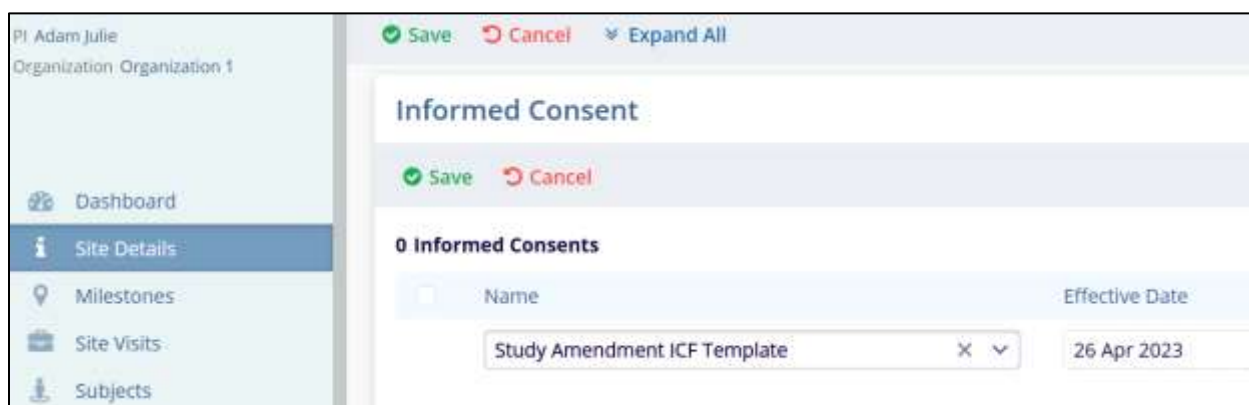 PI Adam Julie
Organization Organization 1
Dashboard
Site Details
Milestones
Site Visits
Subjects
Save Cancel Expand All
Informed Consent
Save Cancel
0 Informed Consents
Name Effective Date
Study Amendment ICF Template 26 Apr 2023